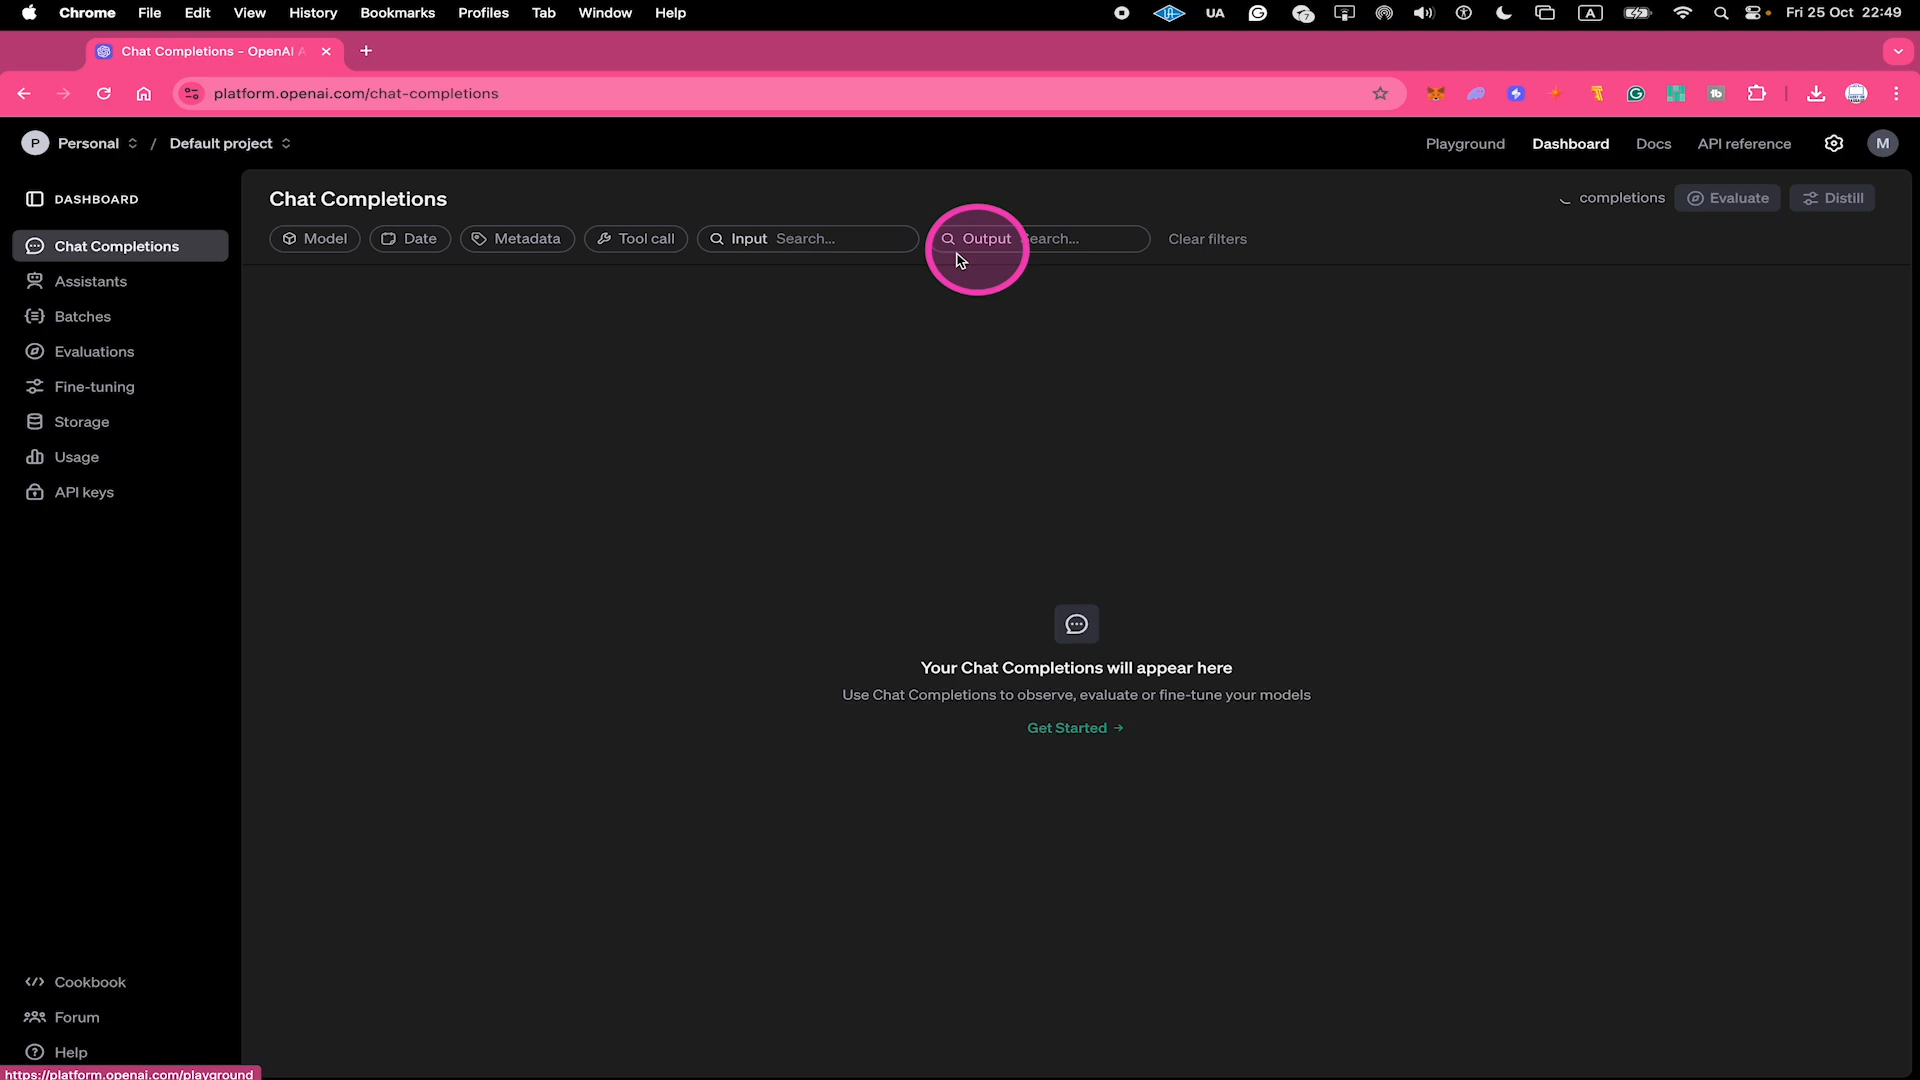 Chrome File Edit View History Bookmarks Profiles Tab Window Help UA 7 A Fri 25 Oct 22:49
Chat Completions - OpenAI A
platform.openai.com/chat-completions
P Personal / Default project Playground Dashboard Docs API reference M
DASHBOARD
Chat Completions
completions Evaluate Distill
Model Date Metadata Tool call Input Search... Output Search... Clear filters
Chat Completions
Assistants
Batches
Evaluations
Fine-tuning
Storage
Usage
API keys
Your Chat Completions will appear here
Use Chat Completions to observe, evaluate or fine-tune your models
Get Started →
Cookbook
Forum
Help
https://platform.openai.com/playground